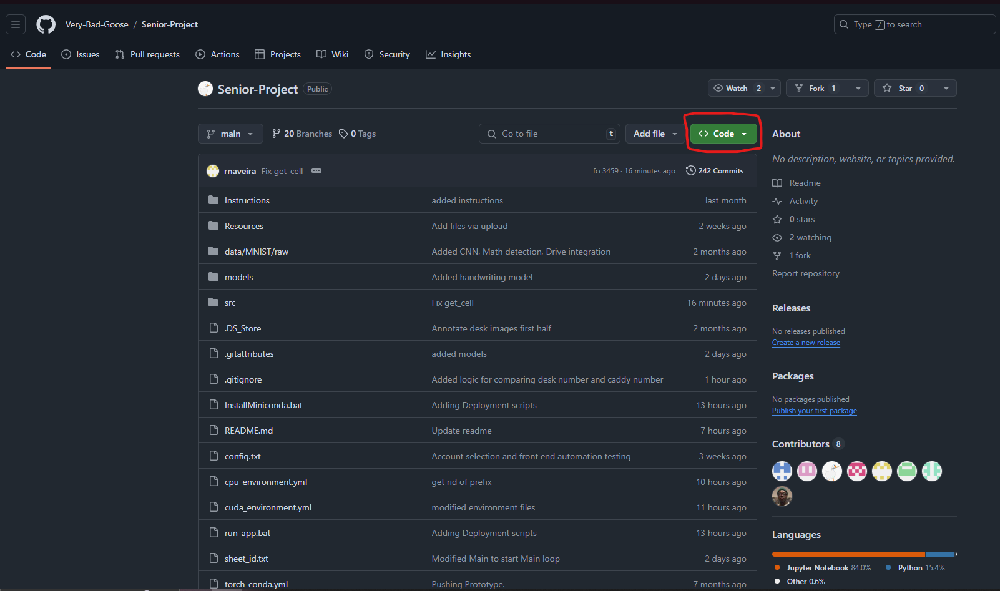 Very-Bad-Goose / Senior-Project
Type / to search
Code Issues Pull requests Actions Projects Wiki Security Insights
Senior-Project Public
Watch 2 Fork 1 Star 0
main 20 Branches 0 Tags Go to file t Add file Code
rnaveira Fix get_cell fcc3459 · 16 minutes ago 242 Commits
Instructions added instructions last month
Resources Add files via upload 2 weeks ago
data/MNIST/raw Added CNN, Math detection, Drive integration 2 months ago
models Added handwriting model 2 days ago
src Fix get_cell 16 minutes ago
.DS_Store Annotate desk images first half 2 months ago
.gitattributes added models 2 days ago
.gitignore Added logic for comparing desk number and caddy number 1 hour ago
InstallMiniconda.bat Adding Deployment scripts 13 hours ago
README.md Update readme 7 hours ago
config.txt Account selection and front end automation testing 3 weeks ago
cpu_environment.yml get rid of prefix 10 hours ago
cuda_environment.yml modified environment files 11 hours ago
run_app.bat Adding Deployment scripts 13 hours ago
sheet_id.txt Modified Main to start Main loop 2 days ago
torch-conda.yml Pushing Prototype. 7 months ago
About
No description, website, or topics provided.
Readme
Activity
0 stars
2 watching
1 fork
Report repository
Releases
No releases published
Create a new release
Packages
No packages published
Publish your first package
Contributors 8
Languages
Jupyter Notebook 84.0% Python 15.4%
Other 0.6%